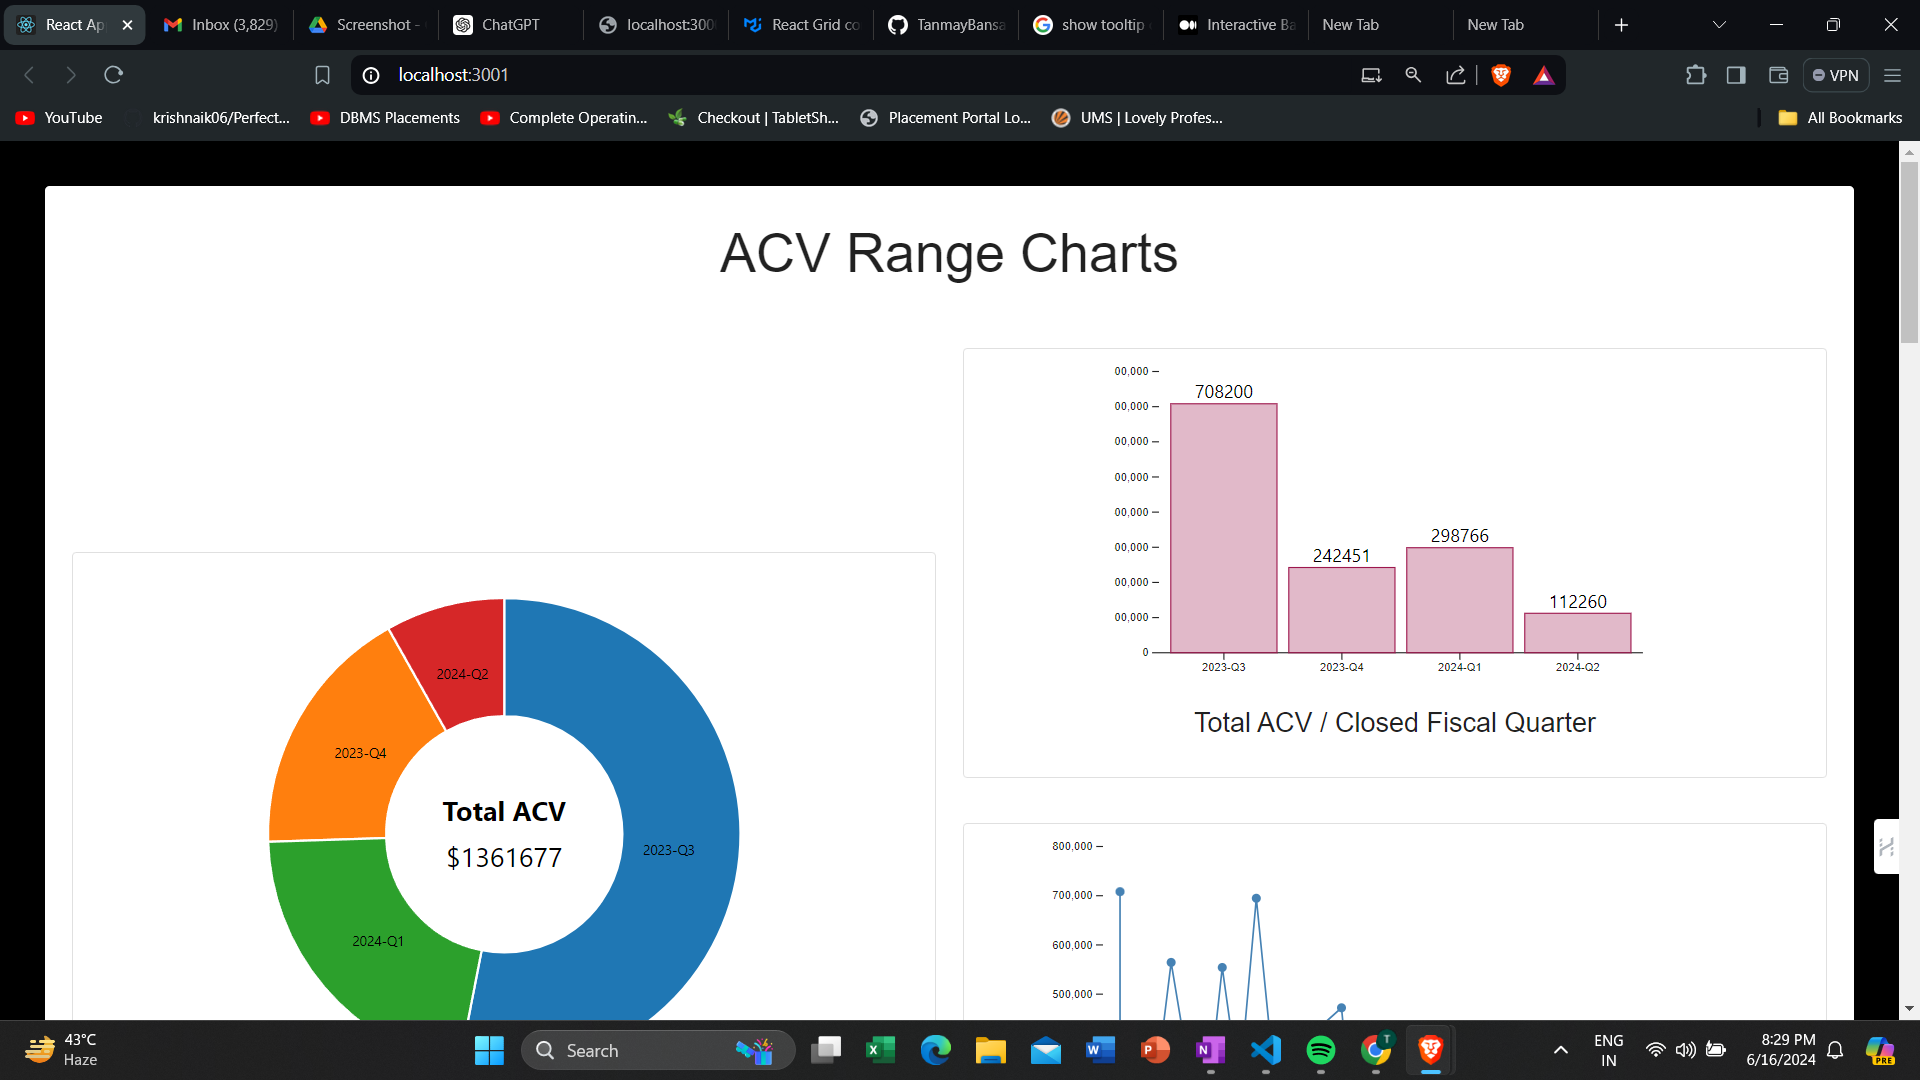 React Ap
Inbox (3,829)
Screenshot -
ChatGPT
localhost:300
React Grid co
TanmayBansa
show tooltip
Interactive Ba
New Tab
New Tab
localhost:3001
VPN
YouTube
krishnaik06/Perfect...
DBMS Placements
Complete Operatin...
Checkout | TabletSh...
Placement Portal Lo...
UMS | Lovely Profes...
All Bookmarks
ACV Range Charts
00,000
00,000
00,000
00,000
00,000
00,000
00,000
00,000
0
708200
242451
298766
112260
2023-Q3
2023-Q4
2024-Q1
2024-Q2
Total ACV / Closed Fiscal Quarter
2024-Q2
2023-Q4
Total ACV
$1361677
2023-Q3
2024-Q1
800,000
700,000
600,000
500,000
43°C
Haze
Search
T
ENG
IN
8:29 PM
6/16/2024
PRE